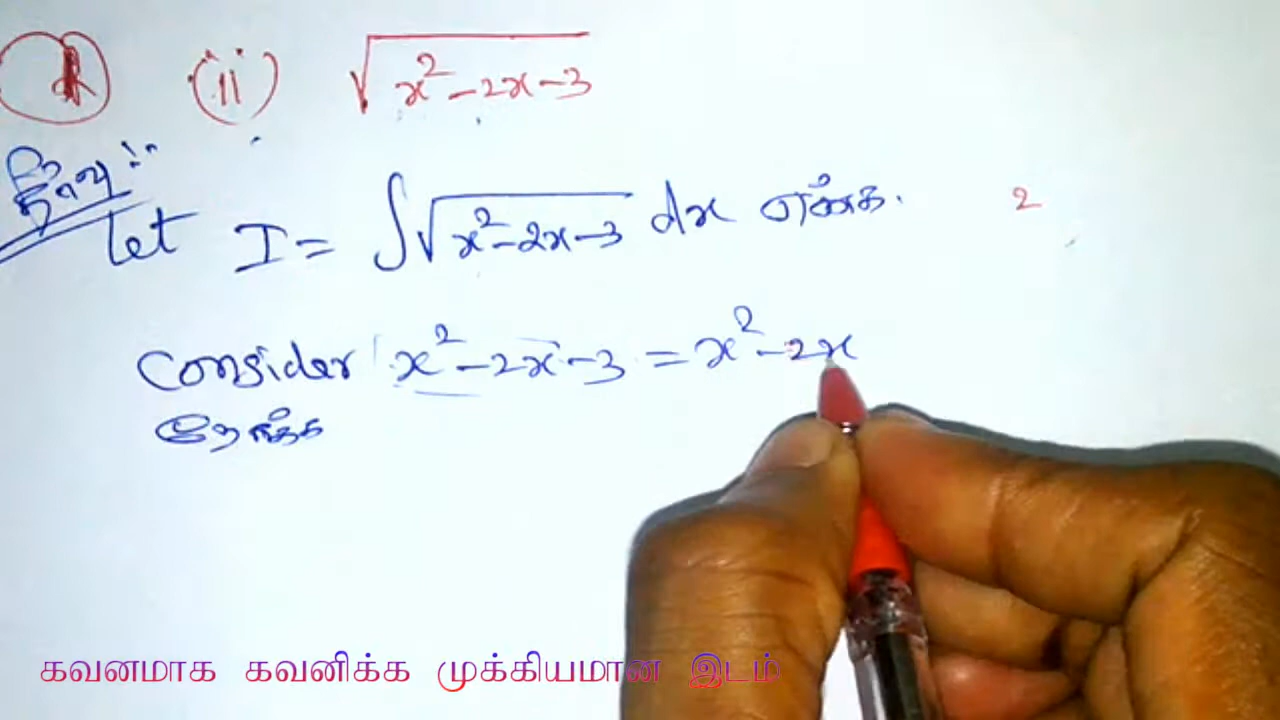 (ii) √(x² - 2x - 3)
தீர்வு :-
Let I = ∫√(x² - 2x - 3) dx என்க.
2
Consider x² - 2x - 3 = x² - 2x
கவனமாக கவனிக்க முக்கியமான இடம்